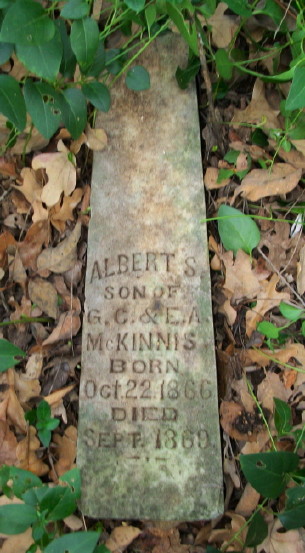 ALBERT S.
SON OF
G. C. & E. A.
McKINNIS
BORN
Oct. 22. 1866
DIED
SEPT. 1869.